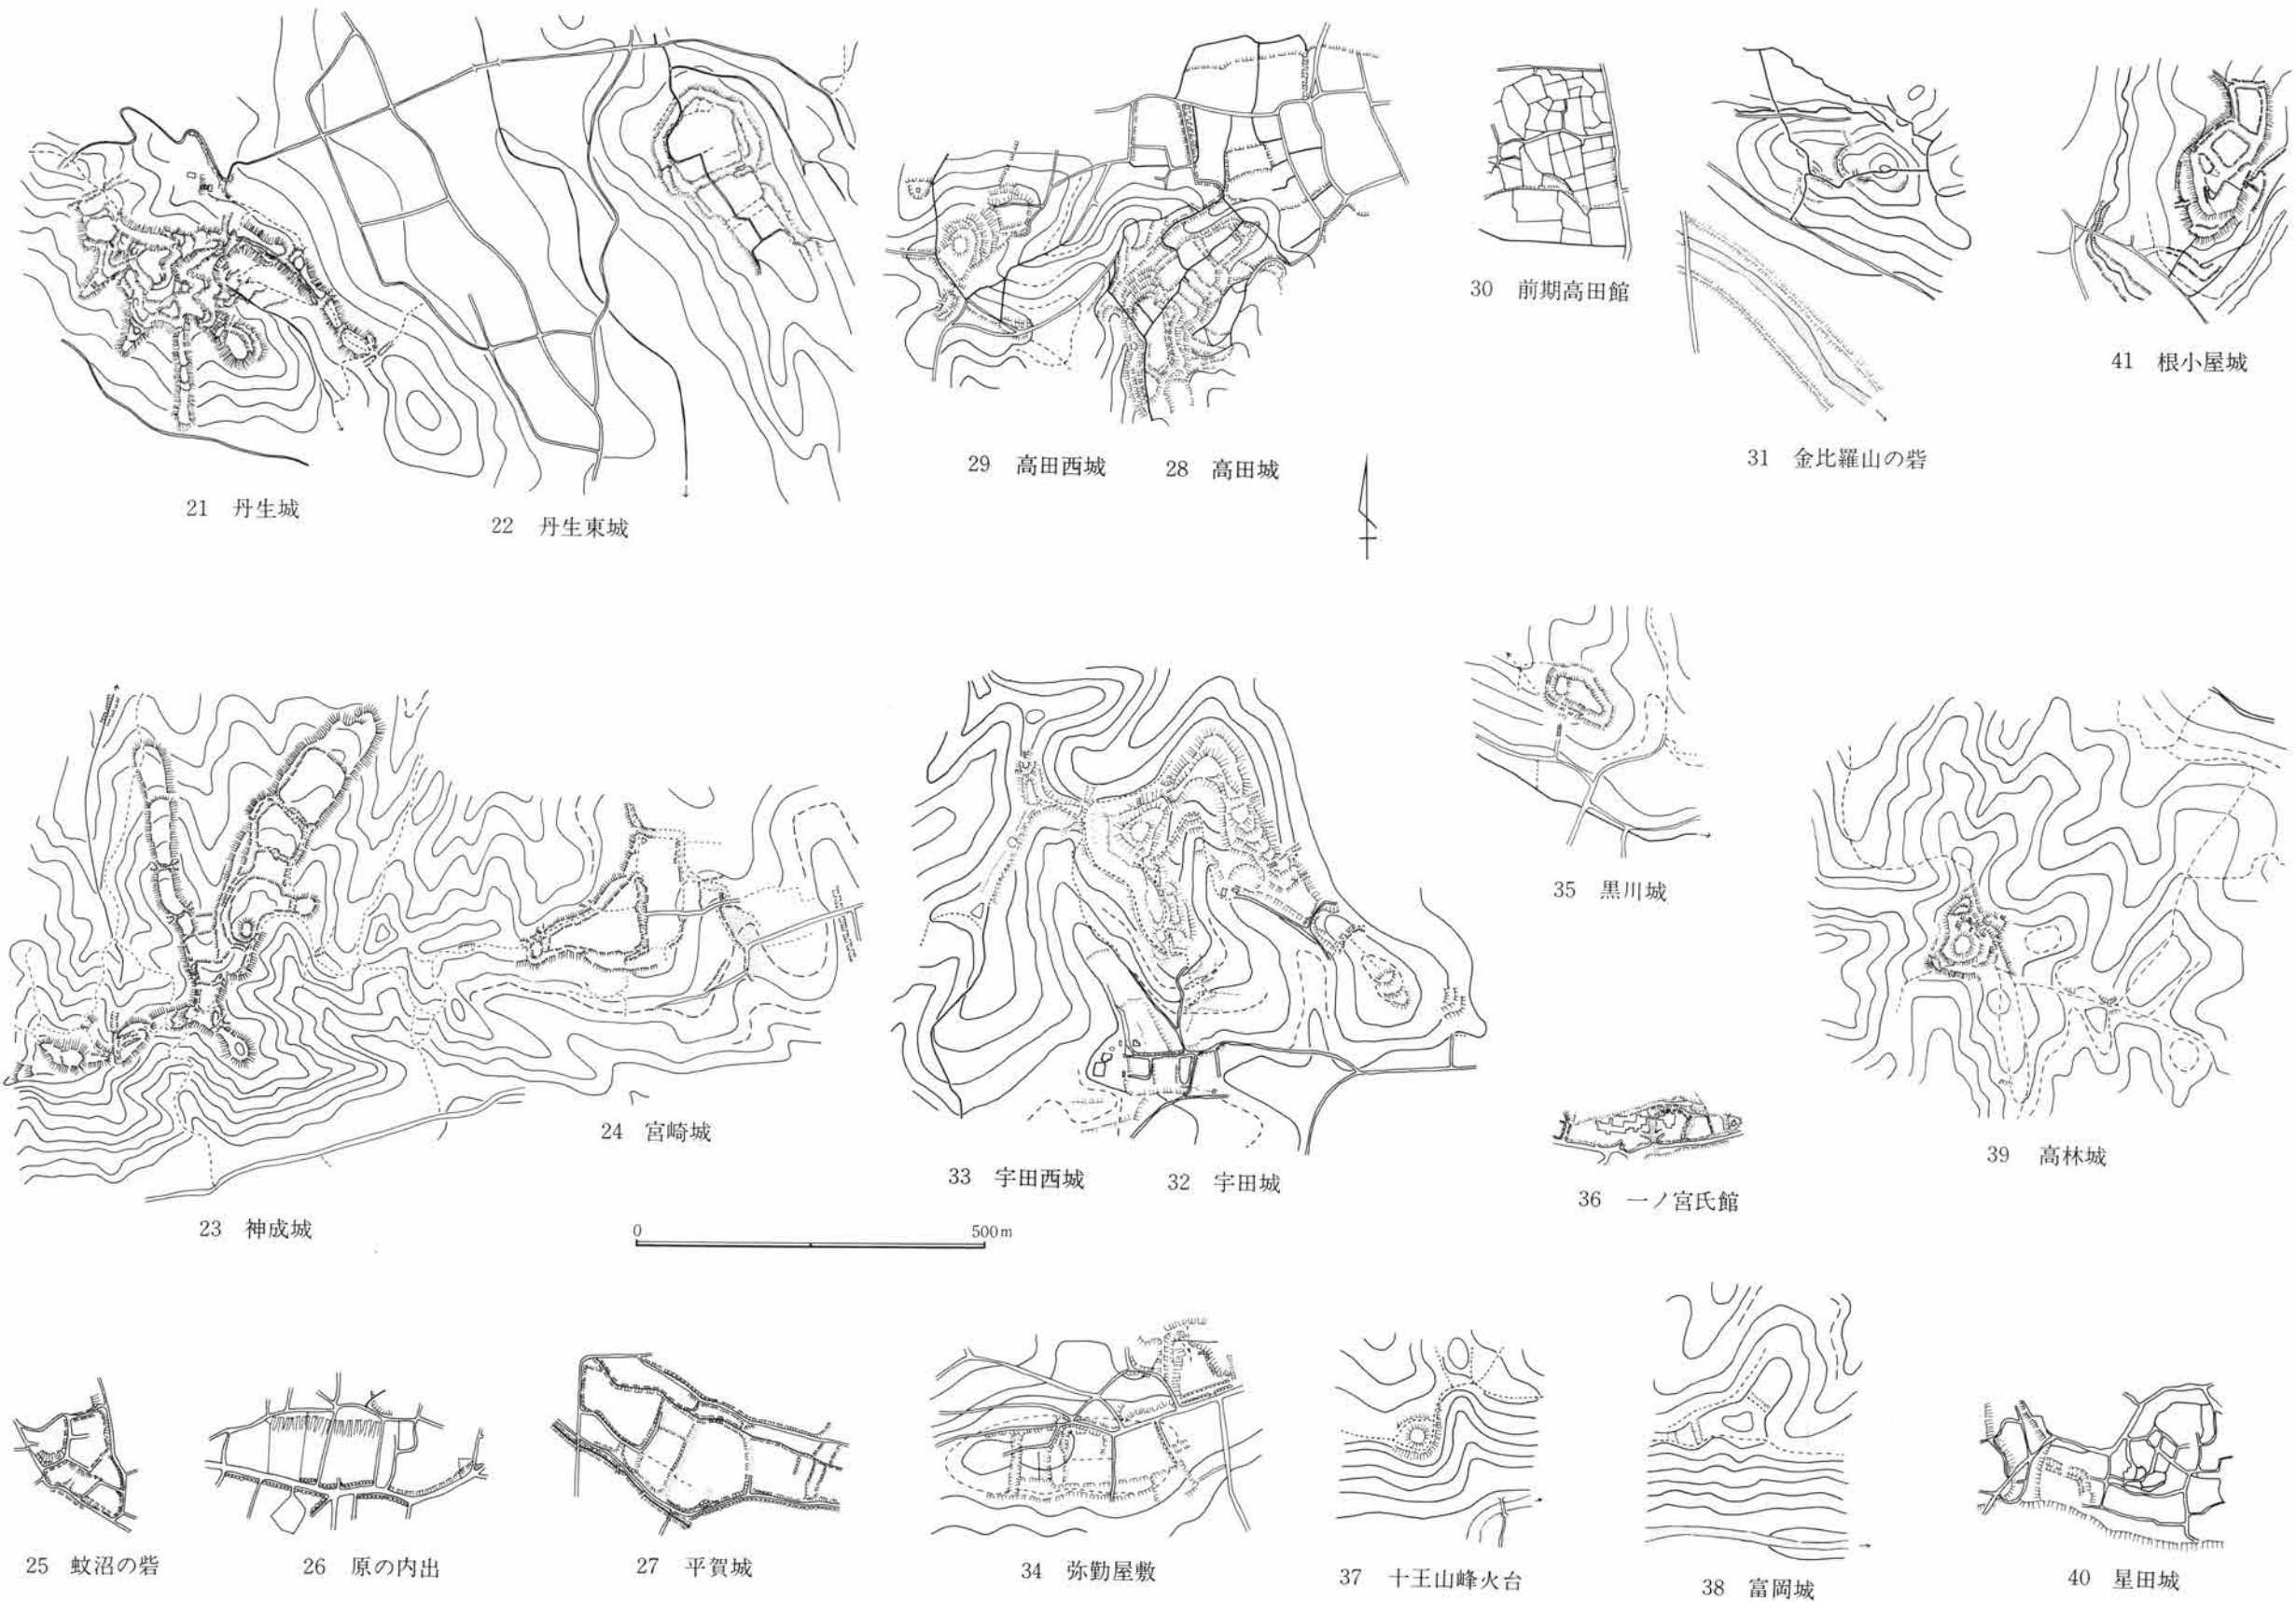 21　丹生城
22　丹生東城
29　高田西城
28　高田城
30　前期高田館
31　金比羅山の砦
41　根小屋城
23　神成城
24　宮崎城
33　宇田西城
32　宇田城
35　黒川城
36　一ノ宮氏館
39　高林城
0　500m
25　蚊沼の砦
26　原の内出
27　平賀城
34　弥勤屋敷
37　十王山峰火台
38　富岡城
40　星田城